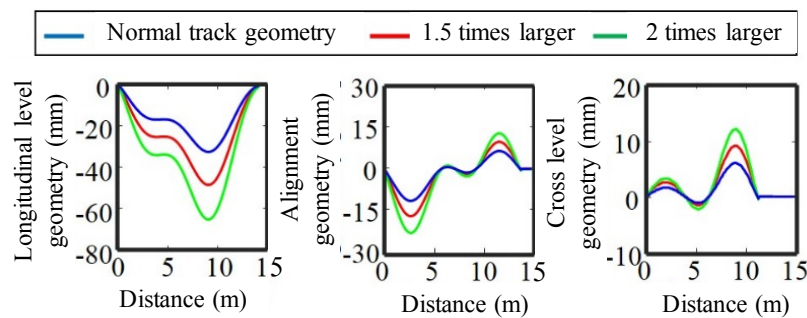 Normal track geometry 1.5 times larger 2 times larger
Longitudinal level
geometry (mm)
0
-20
-40
-60
-80
0 5 10 15
Distance (m)
Alignment
geometry (mm)
30
15
0
-15
-30
0 5 10 15
Distance (m)
Cross level
geometry (mm)
20
10
0
-10
0 5 10 15
Distance (m)